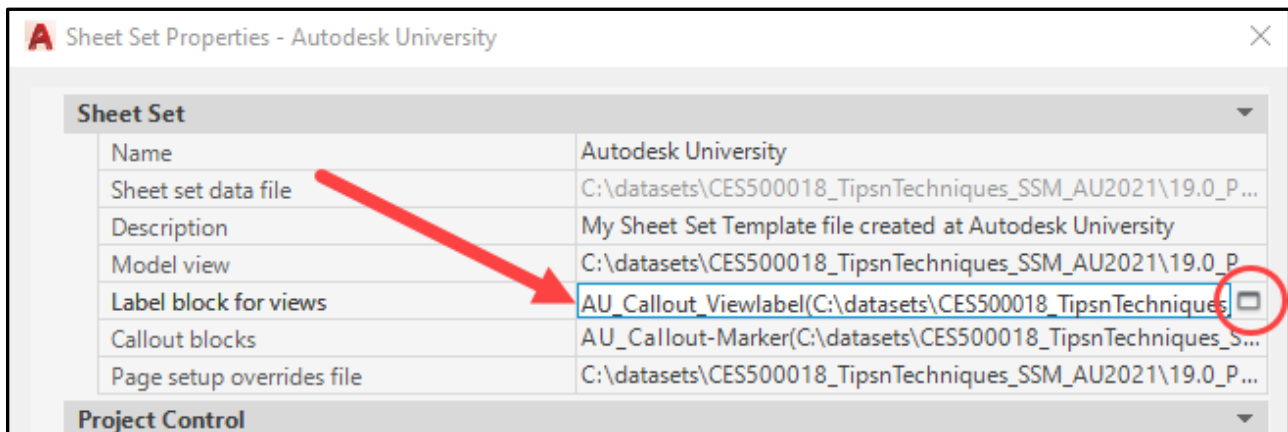 Sheet Set Properties - Autodesk University
Sheet Set
Name Autodesk University
Sheet set data file C:\datasets\CES500018_TipsnTechniques_SSM_AU2021\19.0_P...
Description My Sheet Set Template file created at Autodesk University
Model view C:\datasets\CES500018_TipsnTechniques_SSM_AU2021\19.0_P
Label block for views AU_Callout_Viewlabel(C:\datasets\CES500018_TipsnTechniques
Callout blocks AU_Callout-Marker(C:\datasets\CES500018_TipsnTechniques_S...
Page setup overrides file C:\datasets\CES500018_TipsnTechniques_SSM_AU2021\19.0_P...
Project Control